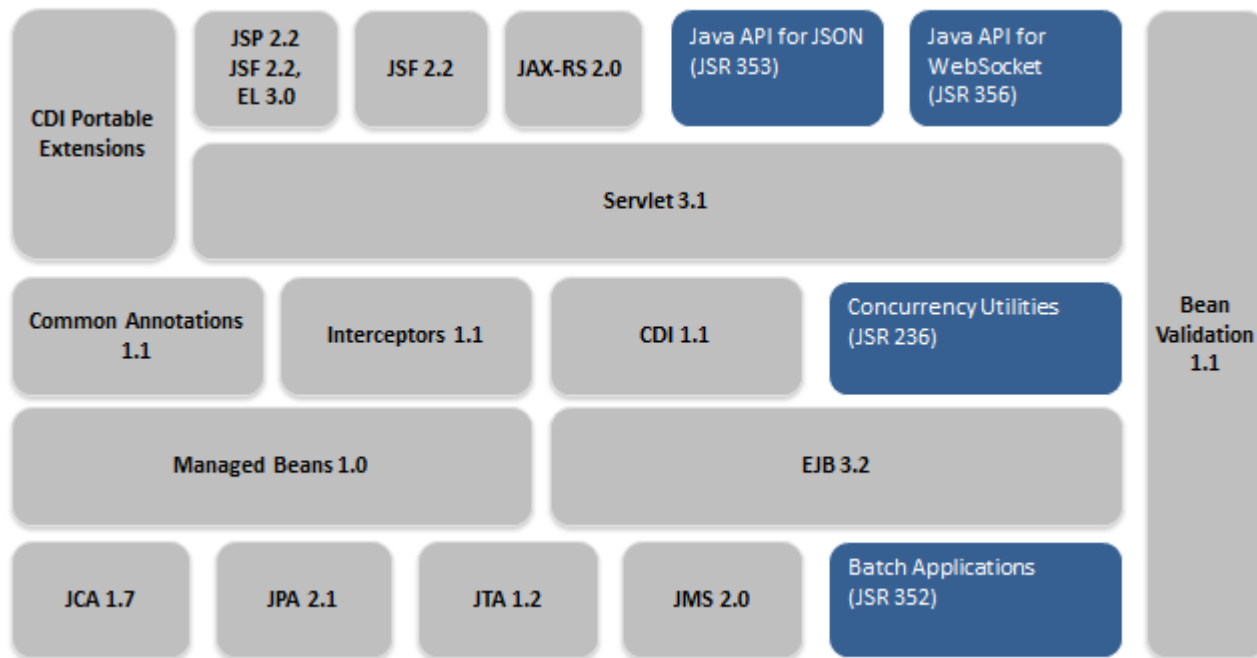 CDI Portable
Extensions
JSP 2.2
JSF 2.2,
EL 3.0
JSF 2.2
JAX-RS 2.0
Java API for JSON
(JSR 353)
Java API for
WebSocket
(JSR 356)
Servlet 3.1
Common Annotations
1.1
Interceptors 1.1
CDI 1.1
Concurrency Utilities
(JSR 236)
Bean
Validation
1.1
Managed Beans 1.0
EJB 3.2
JCA 1.7
JPA 2.1
JTA 1.2
JMS 2.0
Batch Applications
(JSR 352)